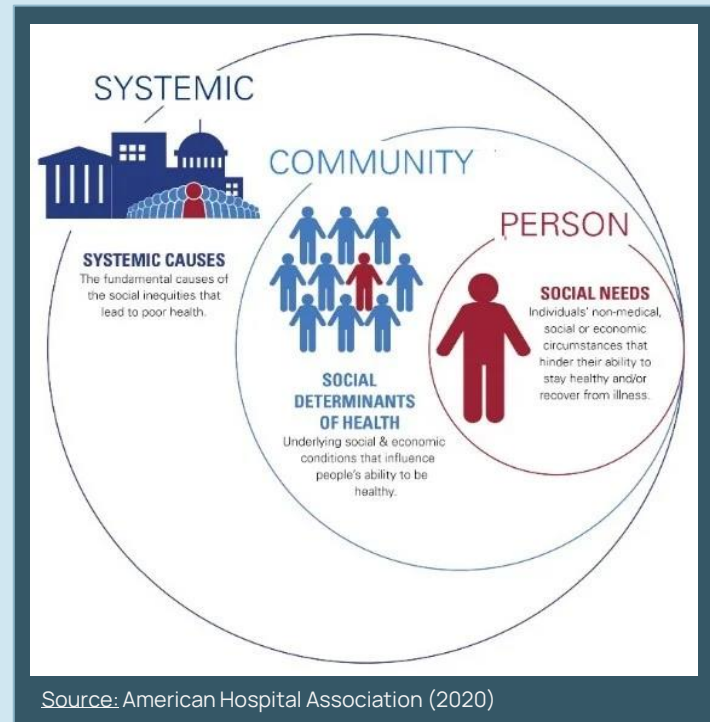 SYSTEMIC
SYSTEMIC CAUSES
The fundamental causes of
the social inequities that
lead to poor health.
COMMUNITY
SOCIAL
DETERMINANTS
OF HEALTH
Underlying social & economic
conditions that influence
people's ability to be
healthy.
PERSON
SOCIAL NEEDS
Individuals' non-medical,
social or economic
circumstances that
hinder their ability to
stay healthy and/or
recover from illness.
Source: American Hospital Association (2020)